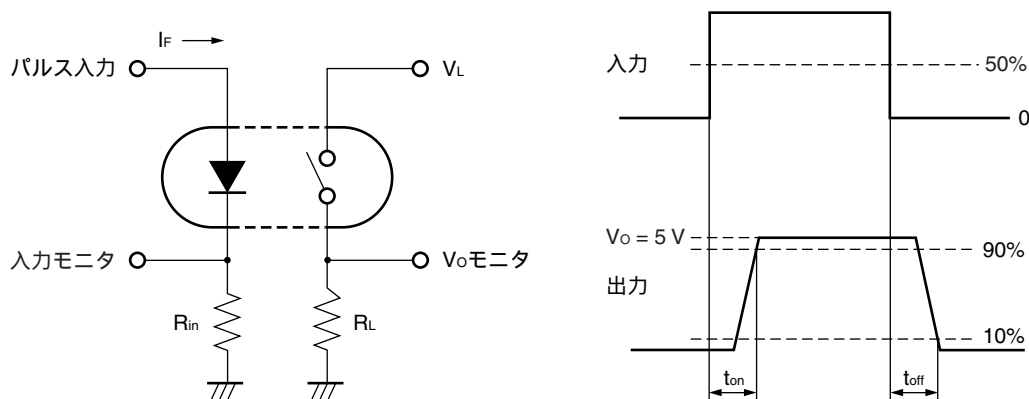 IF
パルス入力
VL
入力モニタ
VOモニタ
Rin
RL
入力
50%
0
VO = 5 V
90%
出力
10%
ton
toff